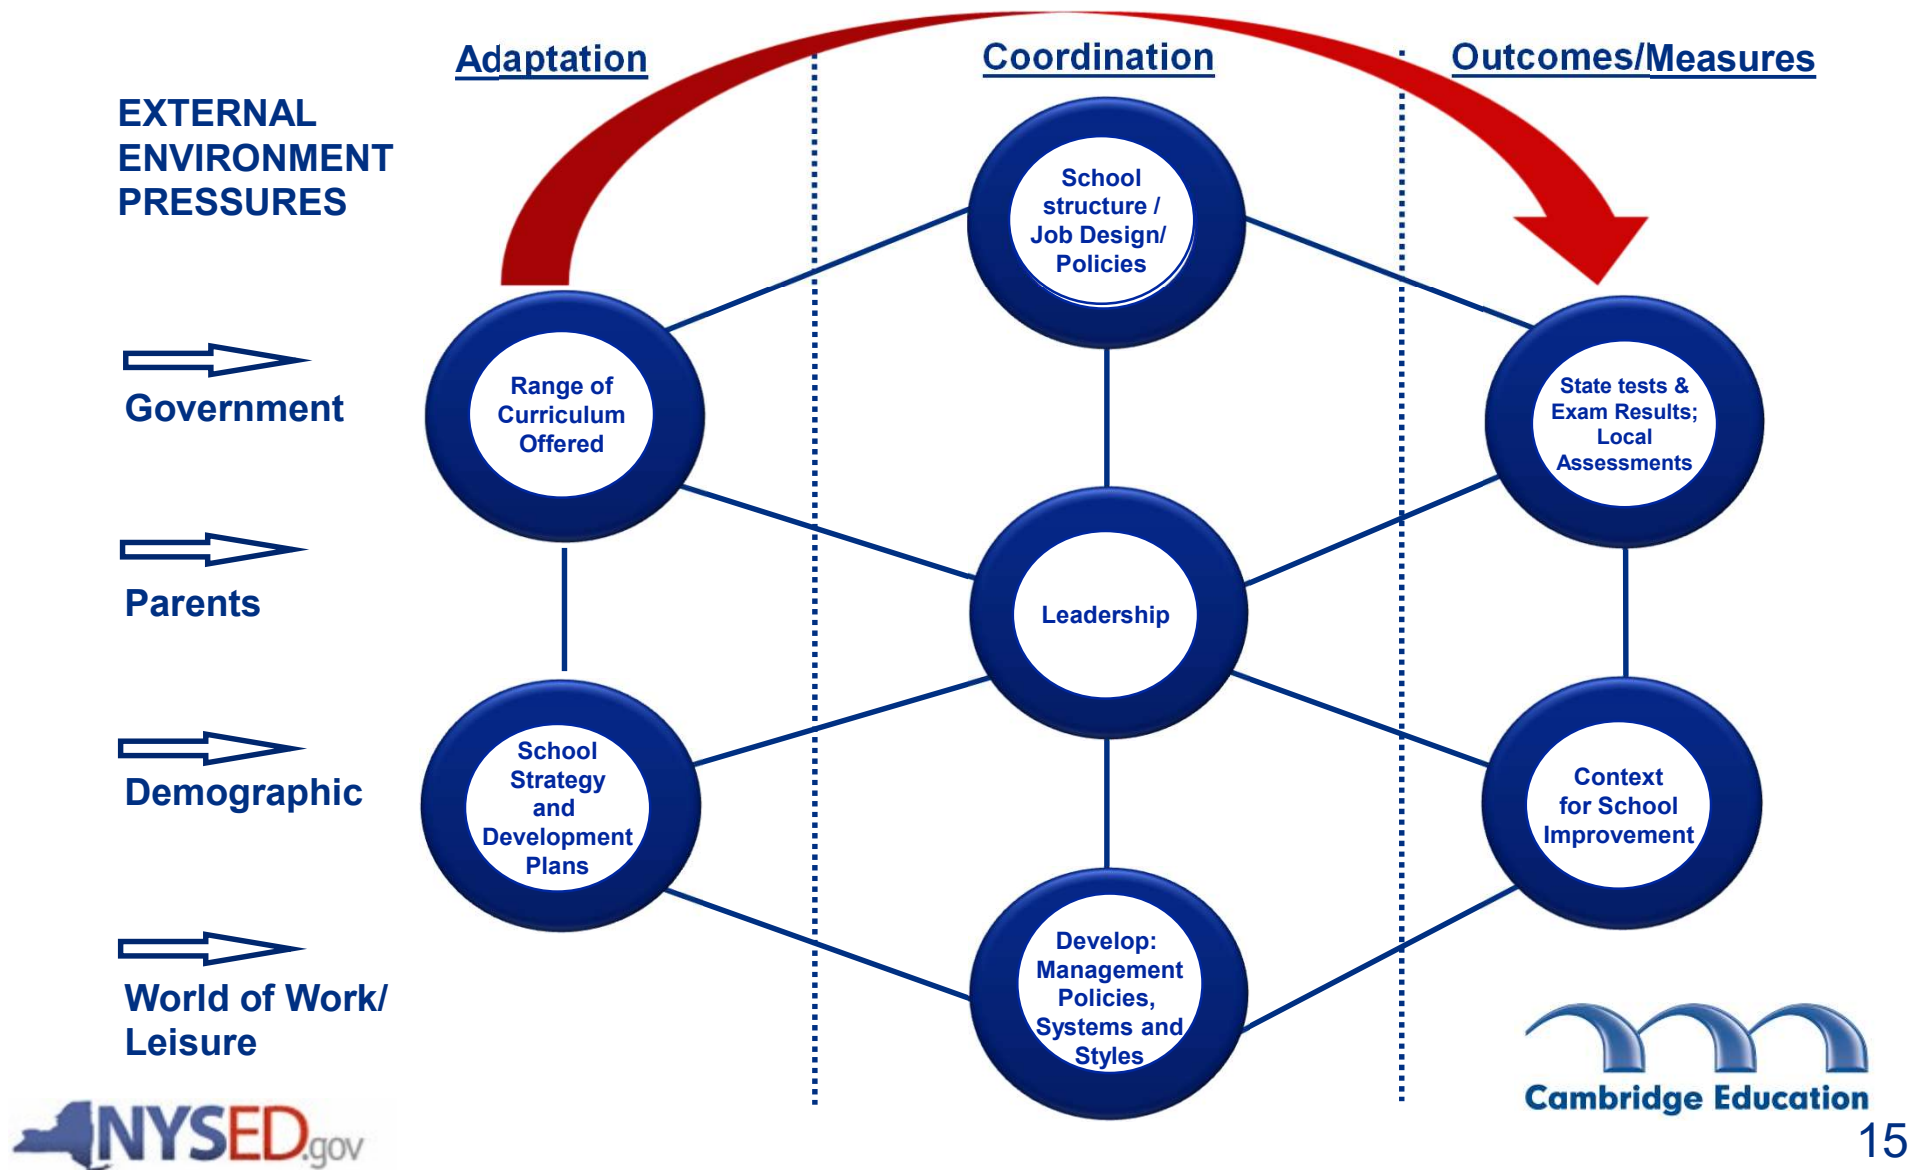 Adaptation
Coordination
Outcomes/Measures
EXTERNAL
ENVIRONMENT
PRESSURES
Government
Parents
Demographic
World of Work/
Leisure
Range of
Curriculum
Offered
School
Strategy
and
Development
Plans
School
structure /
Job Design/
Policies
Leadership
Develop:
Management
Policies,
Systems and
Styles
State tests &
Exam Results;
Local
Assessments
Context
for School
Improvement
NYSED.gov
Cambridge Education
15